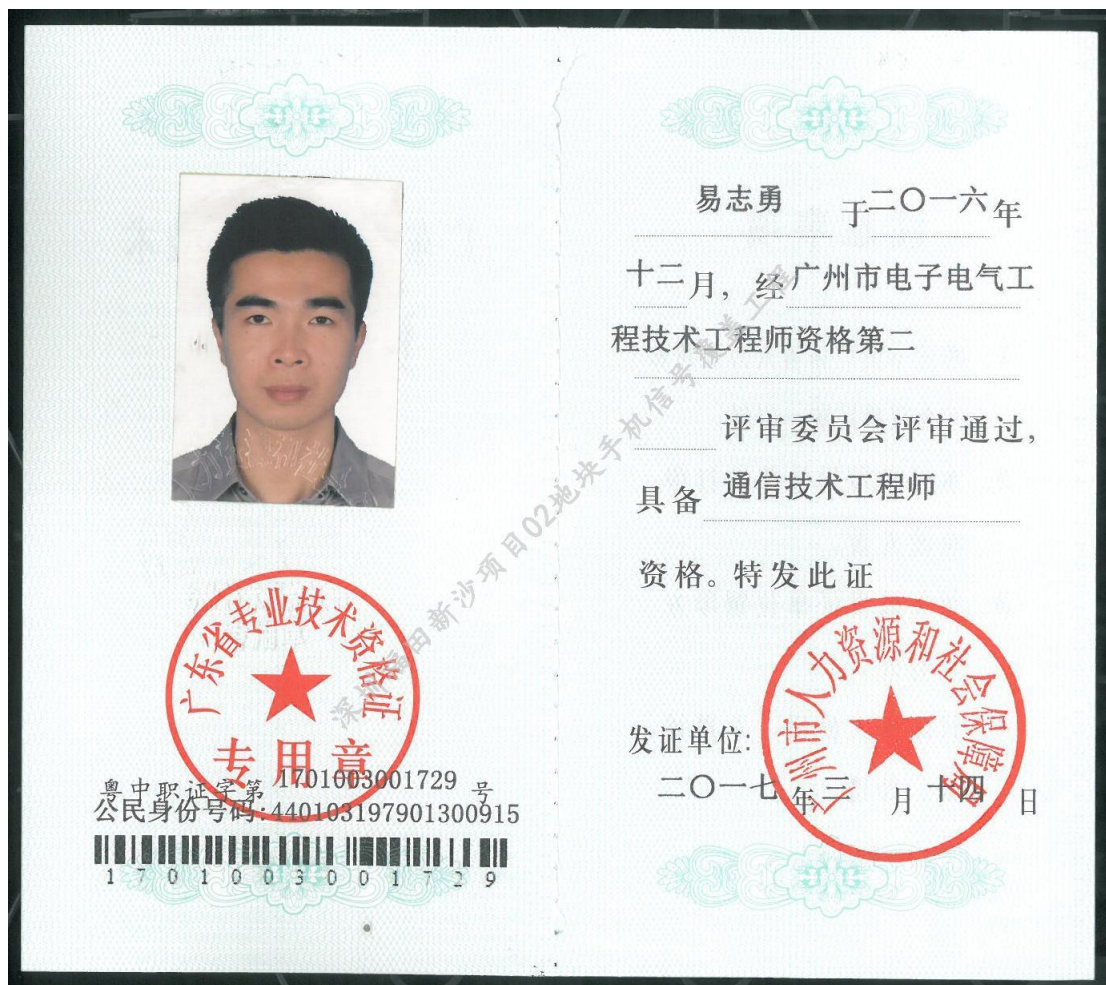 广东省专业技术资格证
专用章
粤中职证字第 1701003001729 号
公民身份号码:440103197901300915
1701003001729
易志勇 于二〇一六年
十二月, 经广州市电子电气工
程技术工程师资格第二
评审委员会评审通过,
具备 通信技术工程师
资格。特发此证
发证单位:
广州市人力资源和社会保障局
二〇一七年三月十四日
深圳福田新沙项目02地块手机信号覆盖工程